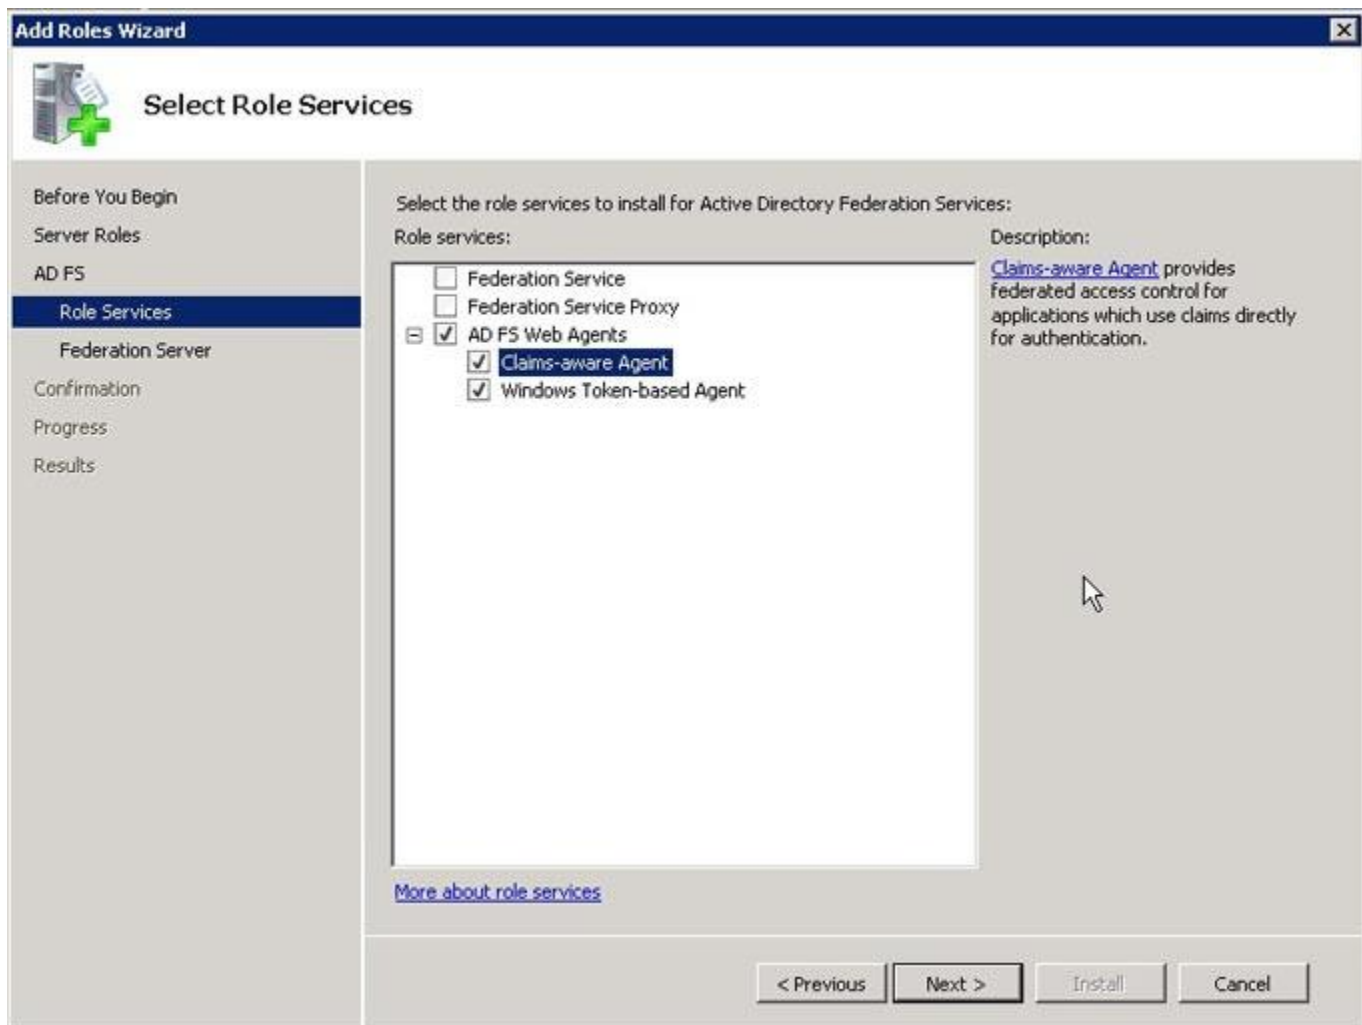 Add Roles Wizard
Select Role Services
Before You Begin
Server Roles
AD FS
Role Services
Federation Server
Confirmation
Progress
Results
Select the role services to install for Active Directory Federation Services:
Role services:
Federation Service
Federation Service Proxy
AD FS Web Agents
Claims-aware Agent
Windows Token-based Agent
More about role services
Description:
Claims-aware Agent provides
federated access control for
applications which use claims directly
for authentication.
< Previous
Next >
Install
Cancel